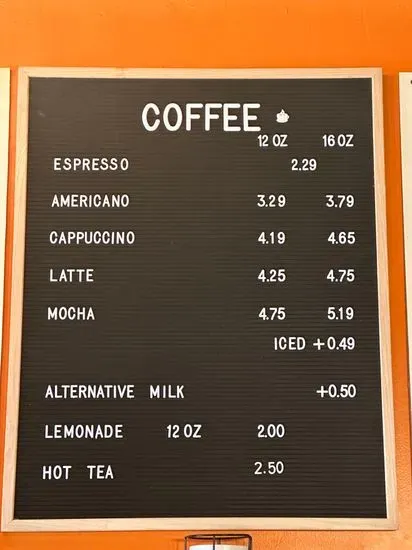 COFFEE
12 OZ 16 OZ
ESPRESSO 2.29
AMERICANO 3.29 3.79
CAPPUCCINO 4.19 4.65
LATTE 4.25 4.75
MOCHA 4.75 5.19
ICED +0.49
ALTERNATIVE MILK +0.50
LEMONADE 12 OZ 2.00
HOT TEA 2.50